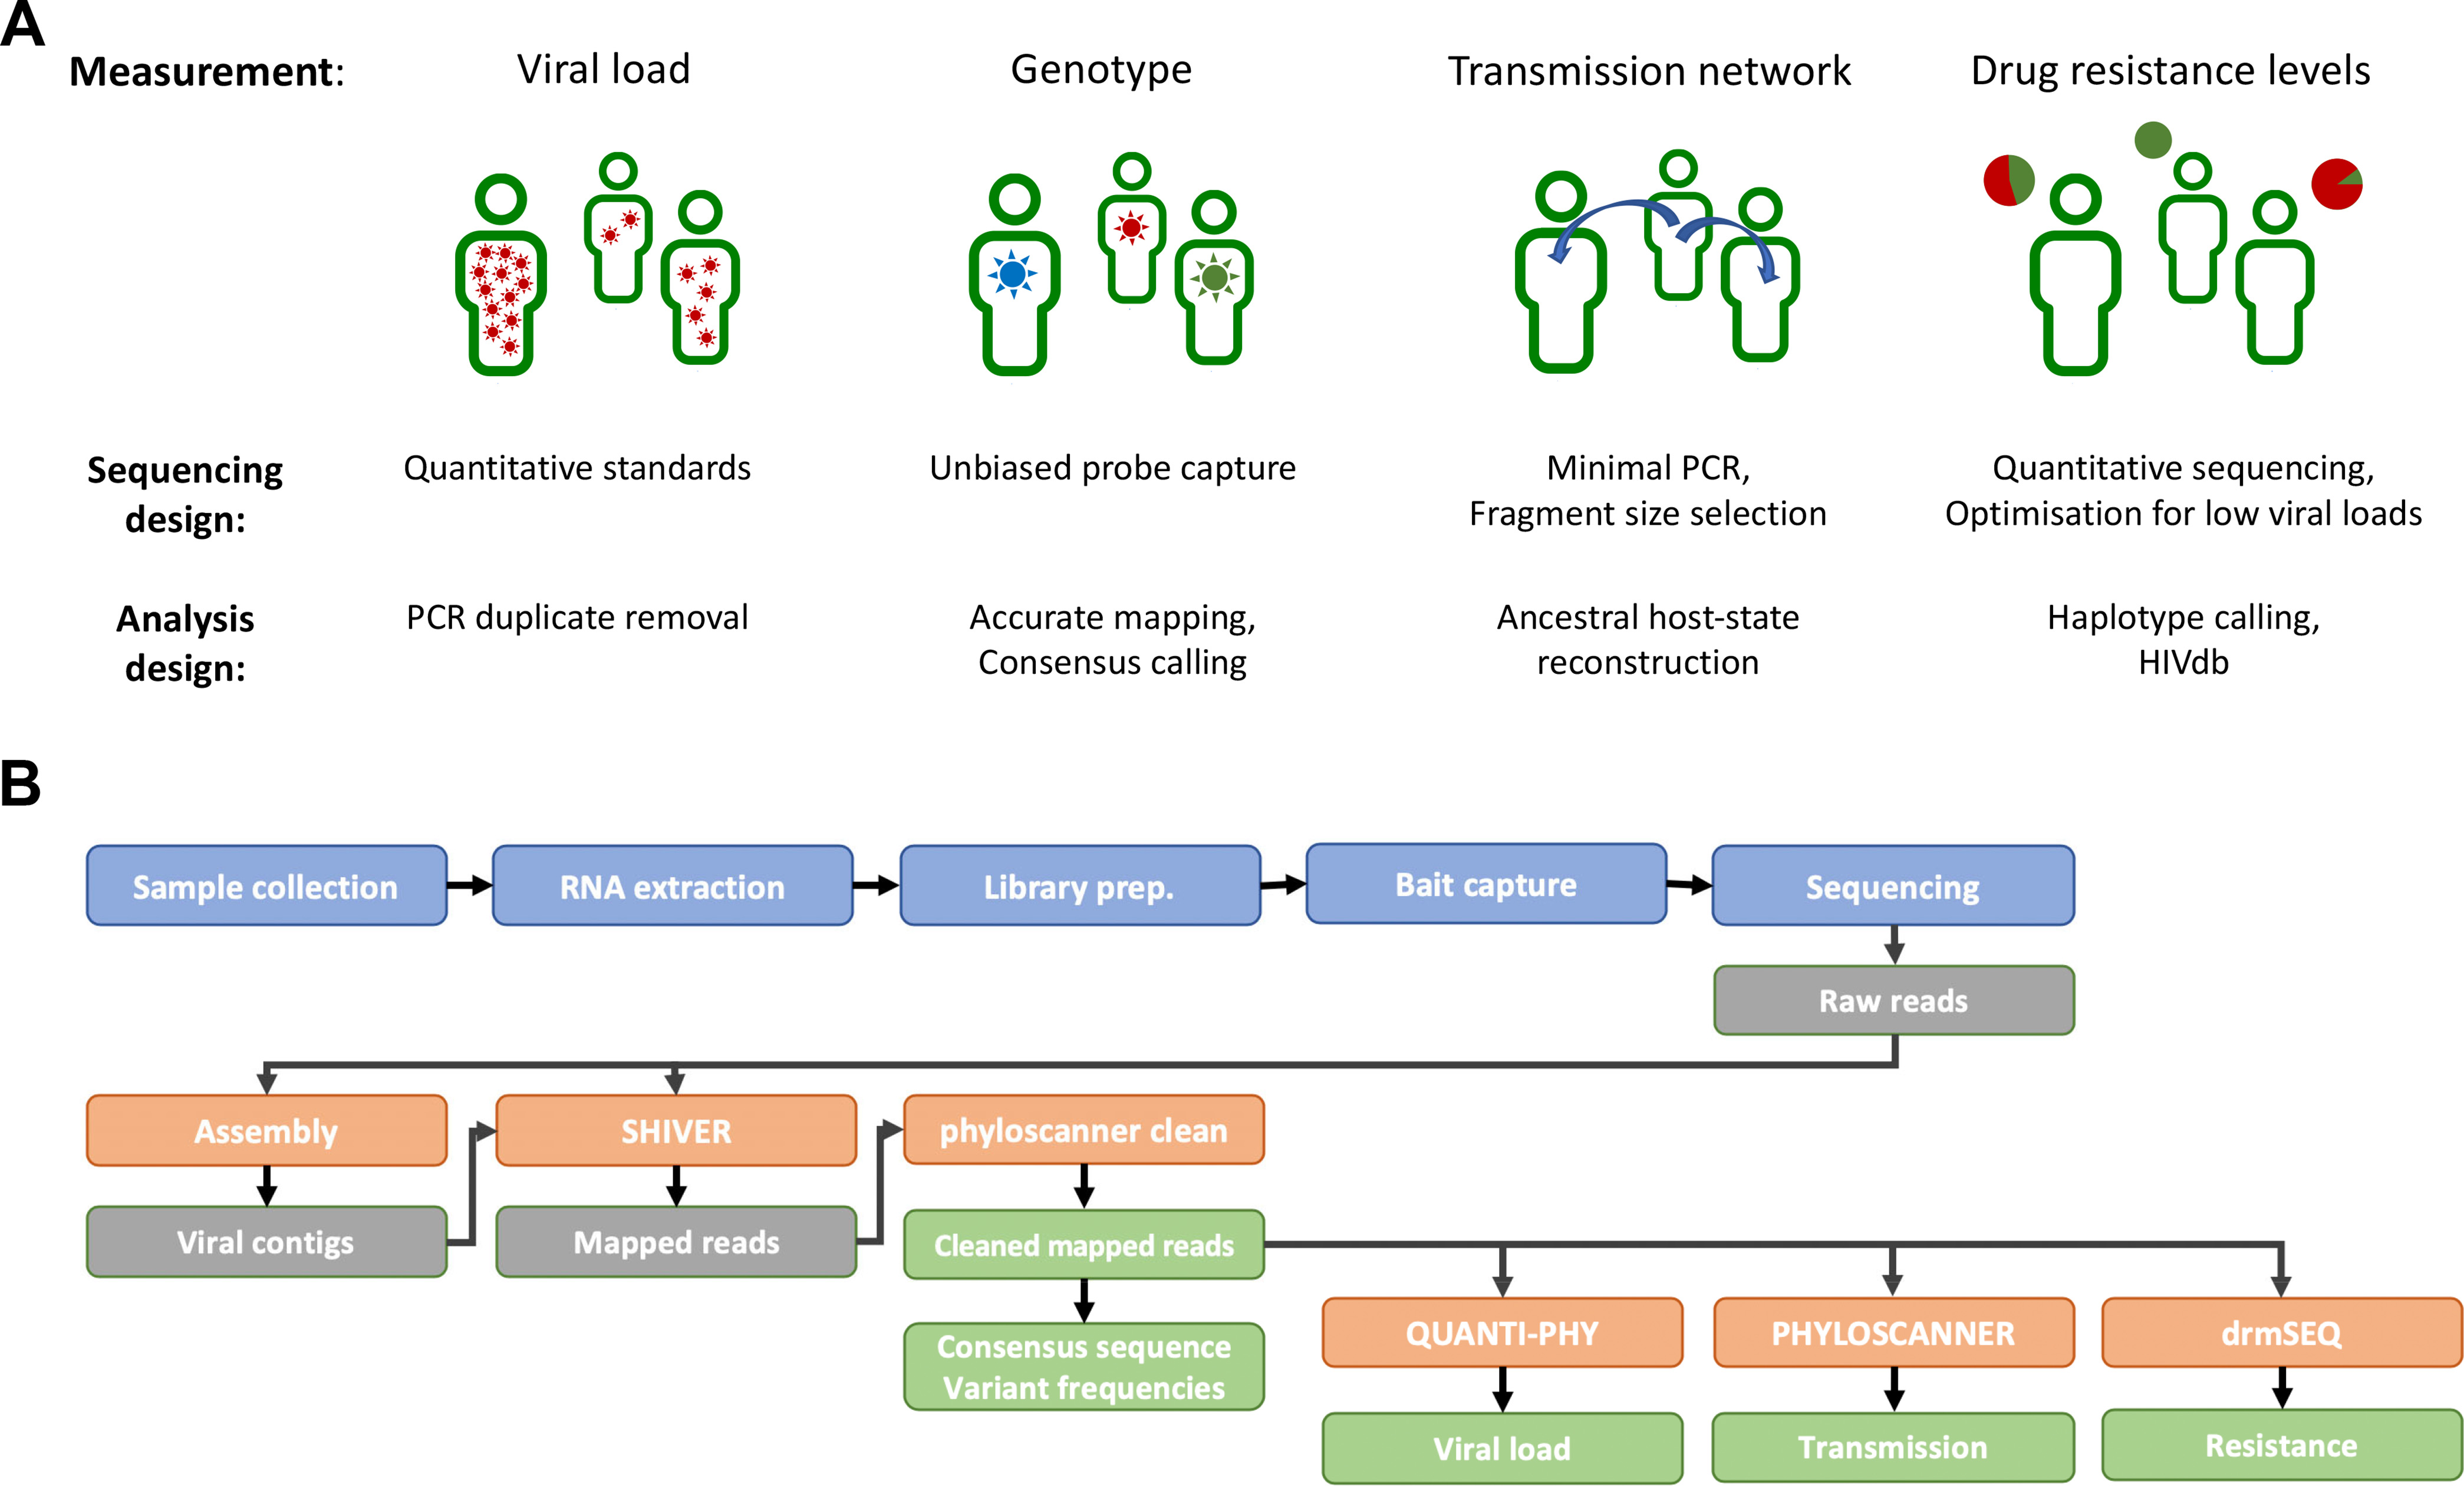 A
Measurement:
Viral load
Genotype
Transmission network
Drug resistance levels
Sequencing
design:
Quantitative standards
Unbiased probe capture
Minimal PCR,
Fragment size selection
Quantitative sequencing,
Optimisation for low viral loads
Analysis
design:
PCR duplicate removal
Accurate mapping,
Consensus calling
Ancestral host-state
reconstruction
Haplotype calling,
HIVdb
B
Sample collection
RNA extraction
Library prep.
Bait capture
Sequencing
Raw reads
Assembly
SHIVER
phyloscanner clean
Viral contigs
Mapped reads
Cleaned mapped reads
Consensus sequence
Variant frequencies
QUANTI-PHY
PHYLOSCANNER
drmSEQ
Viral load
Transmission
Resistance